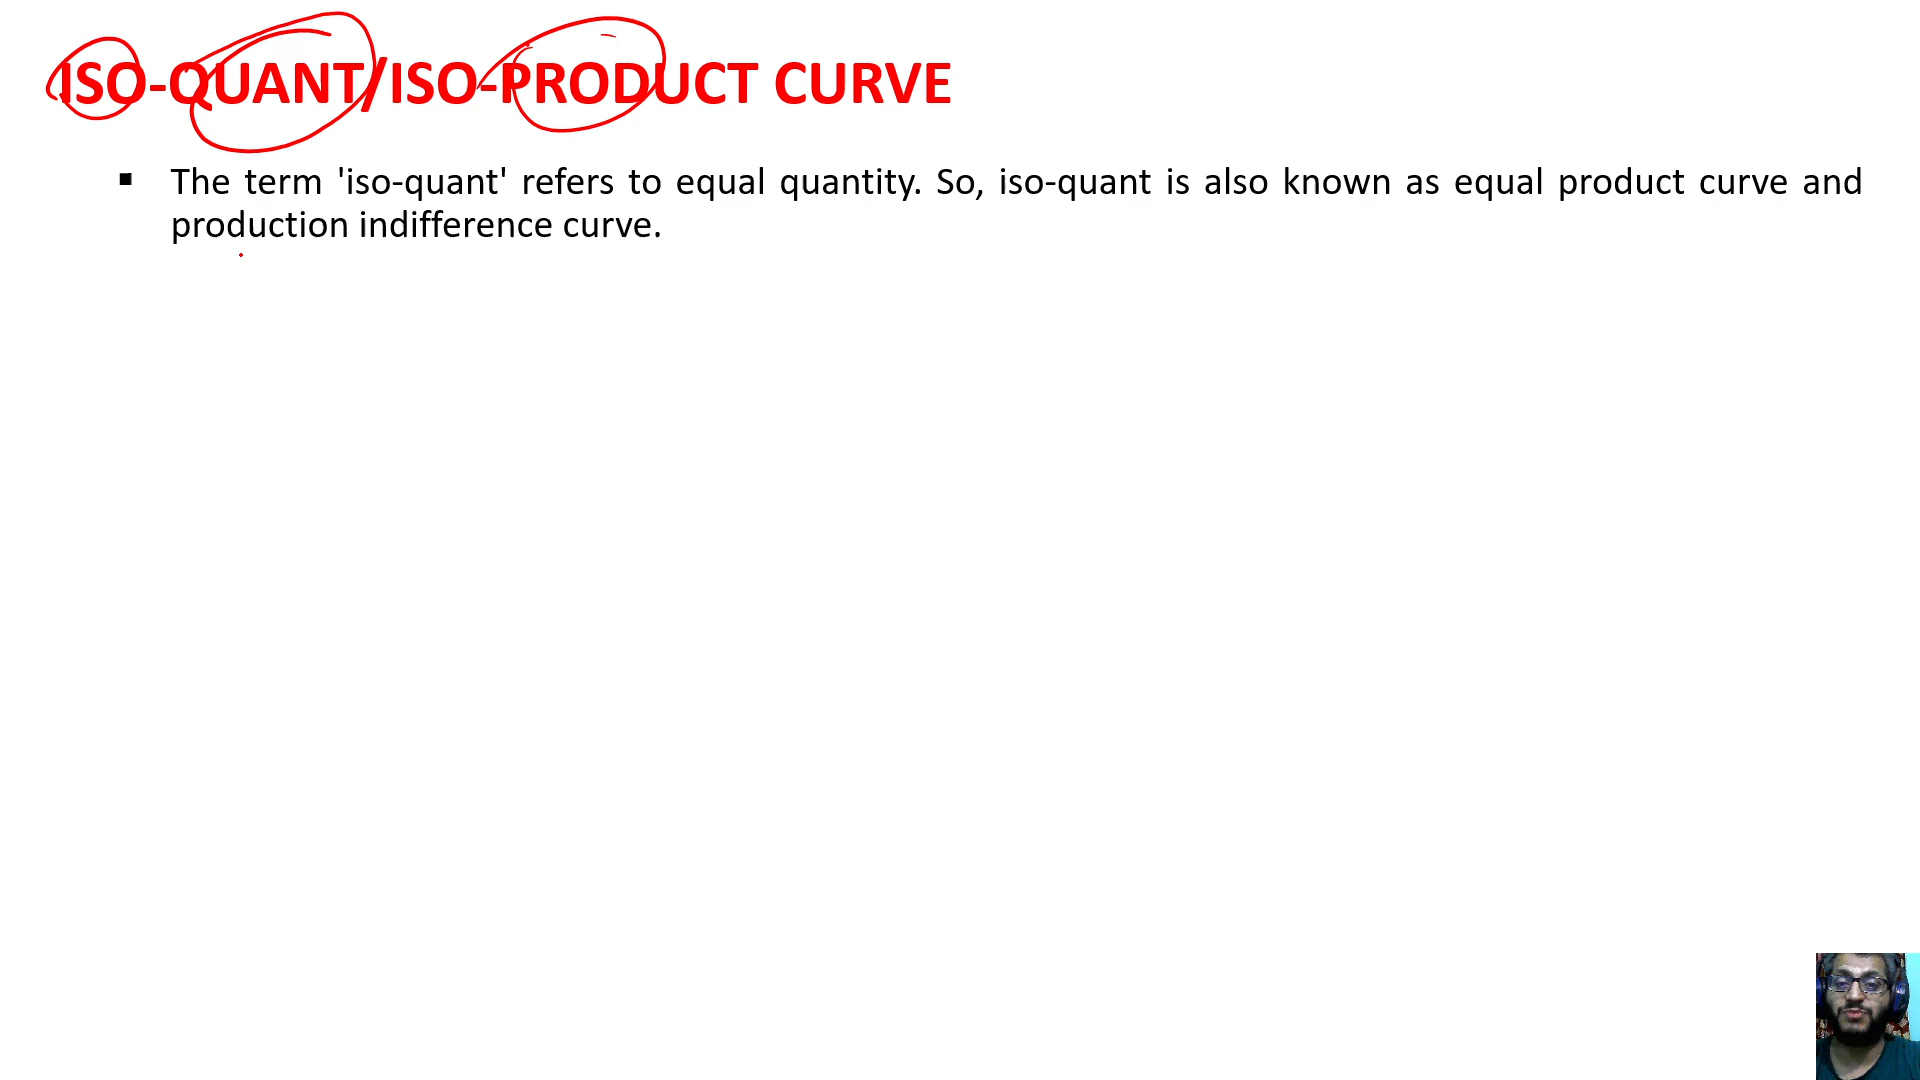 ISO-QUANT/ISO-PRODUCT CURVE
▪ The term 'iso-quant' refers to equal quantity. So, iso-quant is also known as equal product curve and
production indifference curve.